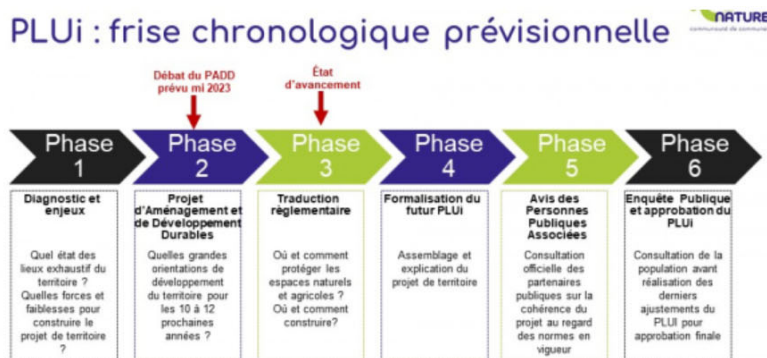 PLUi : frise chronologique prévisionnelle
NATURE
communauté de communes
Débat du PADD
prévu mi 2023
État
d'avancement
Phase
1
Phase
2
Phase
3
Phase
4
Phase
5
Phase
6
Diagnostic et
enjeux
Quel état des
lieux exhaustif du
territoire ?
Quelles forces et
faiblesses pour
construire le
projet de territoire
?
Projet
d'Aménagement et
de Développement
Durables
Quelles grandes
orientations de
développement
du territoire pour
les 10 à 12
prochaines
années ?
Traduction
règlementaire
Où et comment
protéger les
espaces naturels
et agricoles ?
Où et comment
construire?
Formalisation du
futur PLUi
Assemblage et
explication du
projet de territoire
Avis des
Personnes
Publiques
Associées
Consultation
officielle des
partenaires
publiques sur la
cohérence du
projet au regard
des normes en
vigueur
Enquête Publique
et approbation du
PLUi
Consultation de la
population avant
réalisation des
derniers
ajustements du
PLUI pour
approbation finale